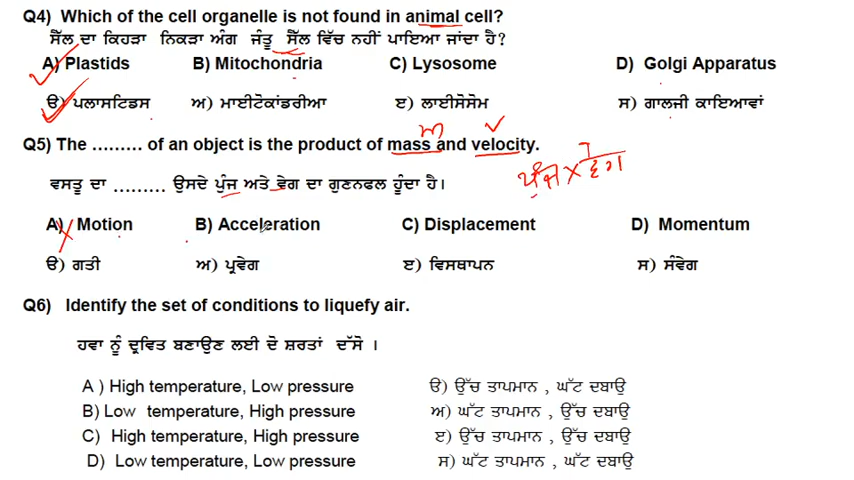 Q4) Which of the cell organelle is not found in animal cell?
ਸੈੱਲ ਦਾ ਕਿਹੜਾ ਨਿਕੜਾ ਅੰਗ ਜੰਤੂ ਸੈੱਲ ਵਿੱਚ ਨਹੀਂ ਪਾਇਆ ਜਾਂਦਾ ਹੈ?
A) Plastids B) Mitochondria C) Lysosome D) Golgi Apparatus
ੳ) ਪਲਾਸਟਿਡਸ ਅ) ਮਾਈਟੋਕਾਂਡਰੀਆ ੲ) ਲਾਈਸੋਸੋਮ ਸ) ਗਾਲਜੀ ਕਾਇਆਵਾਂ
m
Q5) The ......... of an object is the product of mass and velocity.
ਵਸਤੂ ਦਾ ......... ਉਸਦੇ ਪੁੰਜ ਅਤੇ ਵੇਗ ਦਾ ਗੁਣਨਫਲ ਹੁੰਦਾ ਹੈ। ਪੁੰਜ × ਵੇਗ
A) Motion B) Acceleration C) Displacement D) Momentum
ੳ) ਗਤੀ ਅ) ਪ੍ਰਵੇਗ ੲ) ਵਿਸਥਾਪਨ ਸ) ਸੰਵੇਗ
Q6) Identify the set of conditions to liquefy air.
ਹਵਾ ਨੂੰ ਦ੍ਰਵਿਤ ਬਣਾਉਣ ਲਈ ਦੋ ਸ਼ਰਤਾਂ ਦੱਸੋ ।
A ) High temperature, Low pressure ੳ) ਉੱਚ ਤਾਪਮਾਨ , ਘੱਟ ਦਬਾਉ
B) Low temperature, High pressure ਅ) ਘੱਟ ਤਾਪਮਾਨ , ਉੱਚ ਦਬਾਉ
C) High temperature, High pressure ੲ) ਉੱਚ ਤਾਪਮਾਨ , ਉੱਚ ਦਬਾਉ
D) Low temperature, Low pressure ਸ) ਘੱਟ ਤਾਪਮਾਨ , ਘੱਟ ਦਬਾਉ